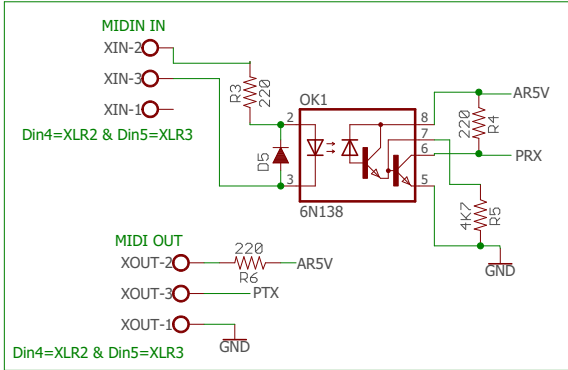 MIDIN IN
XIN-2
XIN-3
XIN-1
Din4=XLR2 & Din5=XLR3
R3
220
D5
OK1
2
3
8
7
6
5
6N138
AR5V
220
R4
PRX
4K7
R5
GND
MIDI OUT
XOUT-2
220
R6
AR5V
XOUT-3
PTX
XOUT-1
GND
Din4=XLR2 & Din5=XLR3